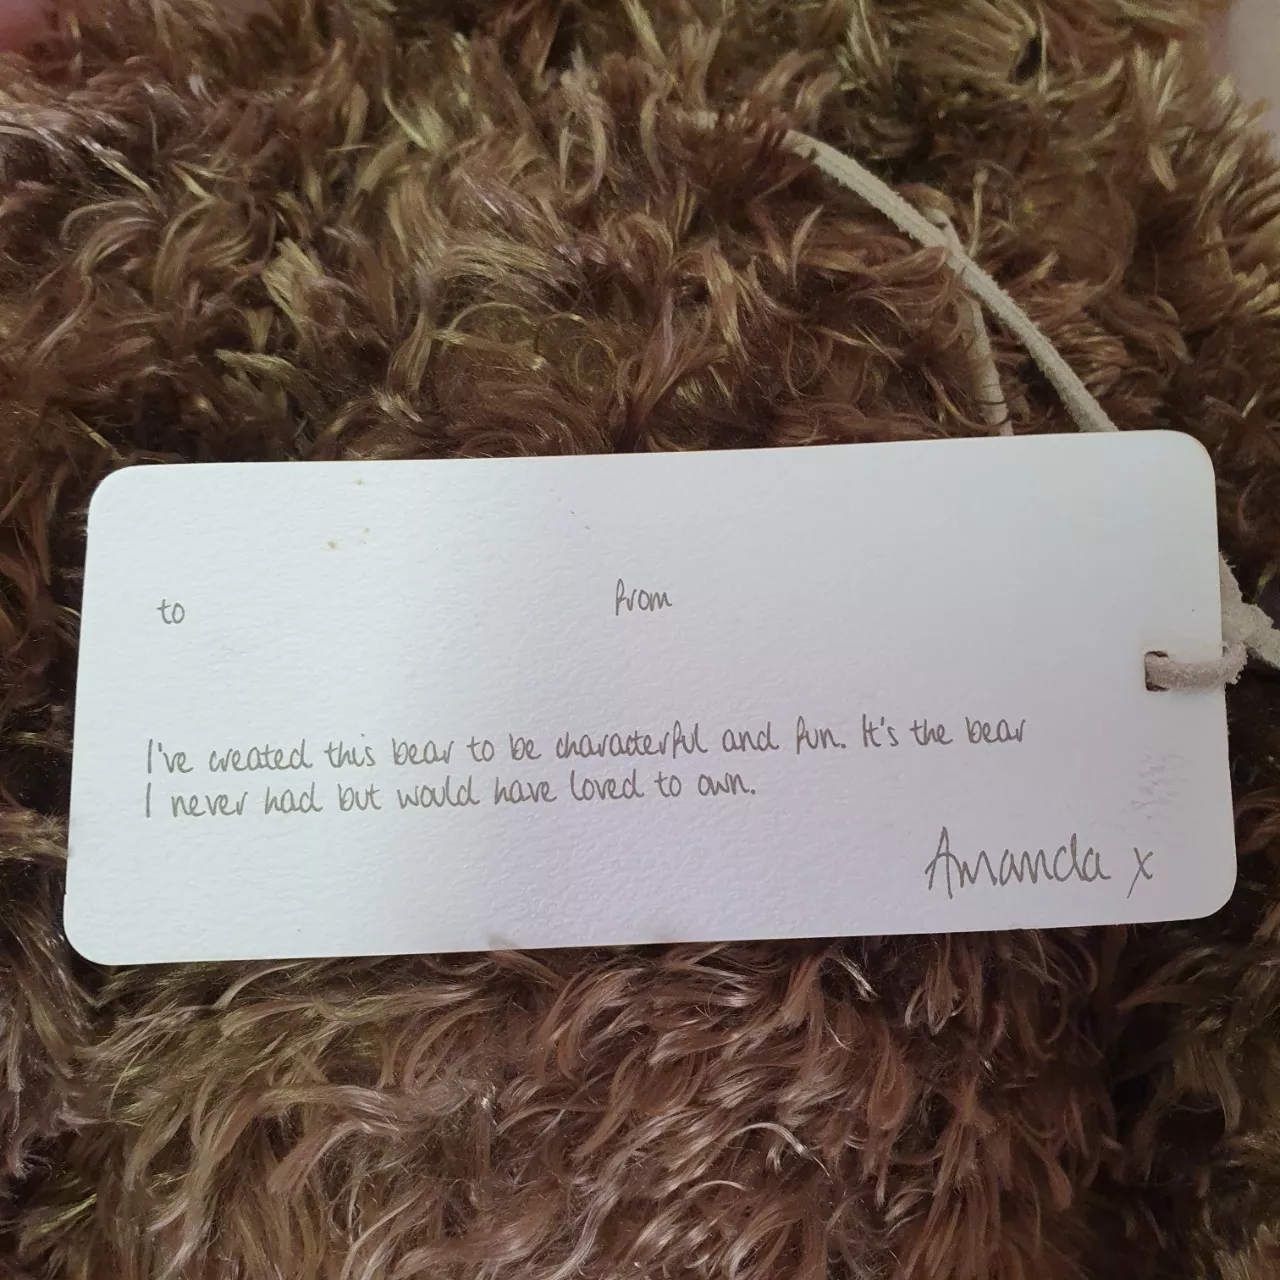 to from
I've created this bear to be characterful and fun. It's the bear
I never had but would have loved to own.
Amanda x